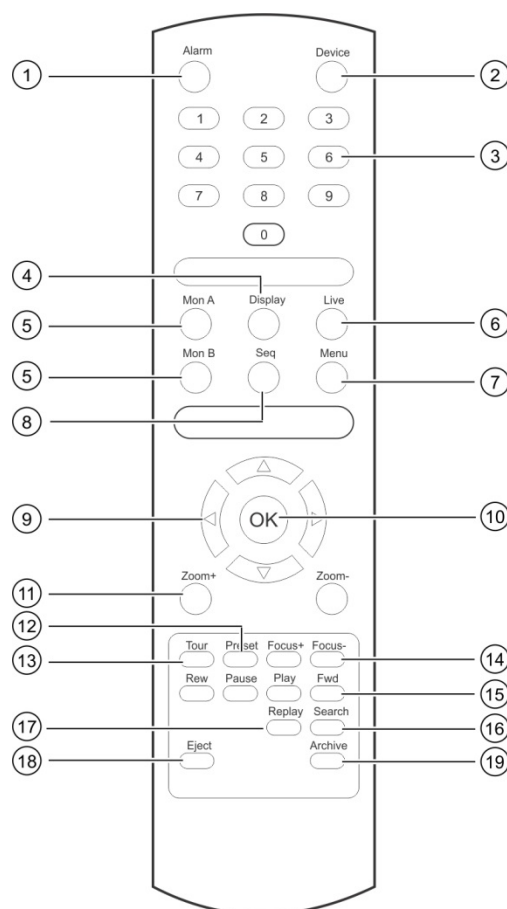 Alarm Device
1 2
1 2 3
4 5 6 3
7 8 9
0
4
Mon A Display Live
5 6
Mon B Seq Menu
5 7
8
9 OK 10
Zoom+ Zoom-
11
12
Tour Preset Focus+ Focus-
13 14
Rew Pause Play Fwd
15
Replay Search
17 16
Eject Archive
18 19